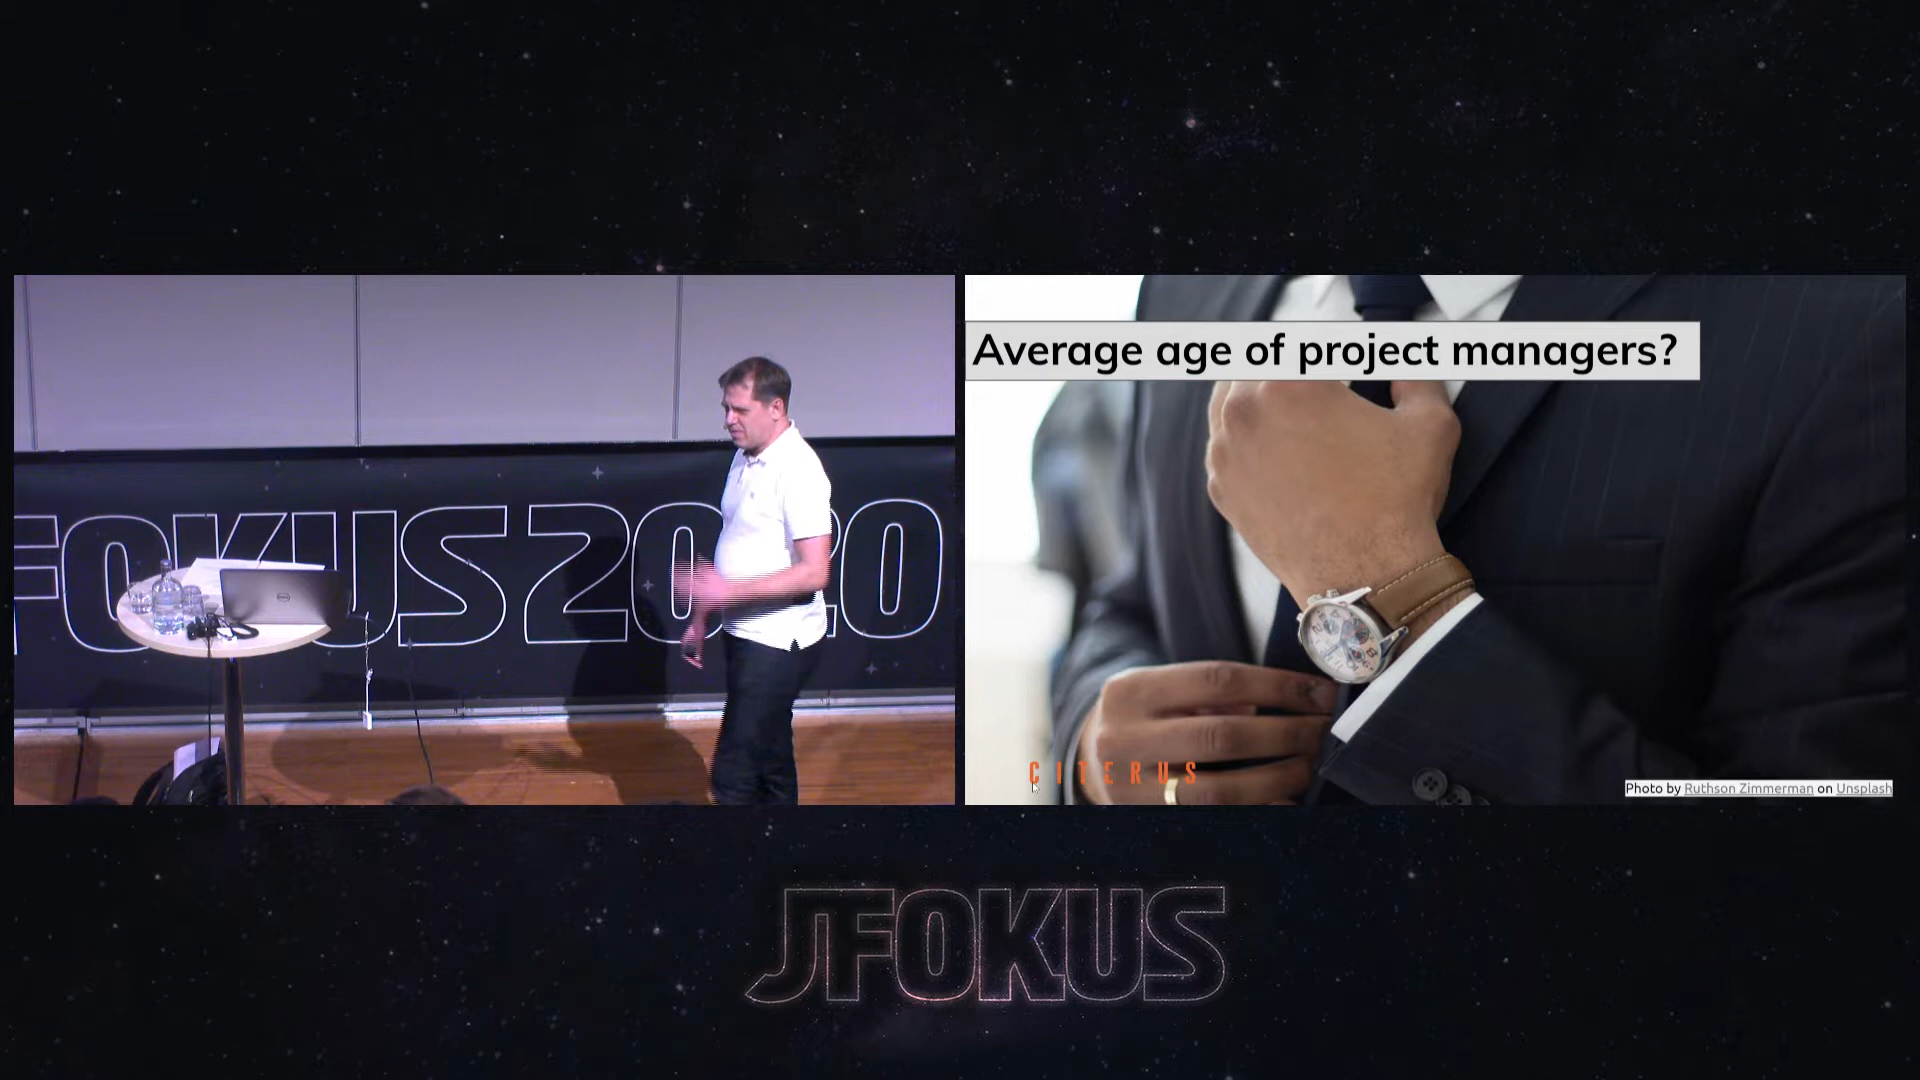 FOKUS 2020
Average age of project managers?
CITERUS
Photo by Ruthson Zimmerman on Unsplash
JFOKUS